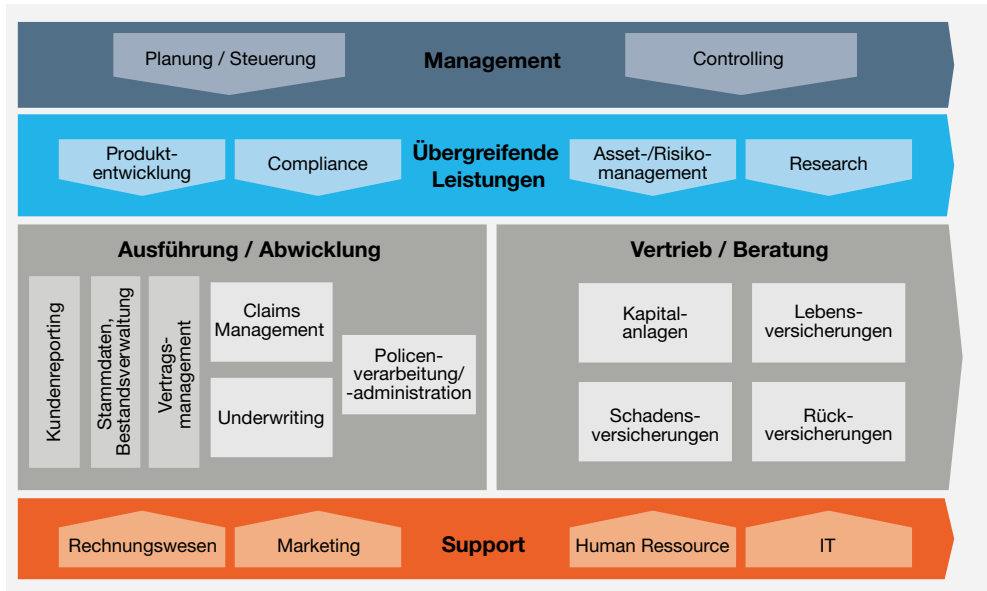 Planung / Steuerung
Management
Controlling
Produkt-
entwicklung
Compliance
Übergreifende
Leistungen
Asset-/Risiko-
management
Research
Ausführung / Abwicklung
Kundenreporting
Stammdaten,
Bestandsverwaltung
Vertrags-
management
Claims
Management
Underwriting
Policen-
verarbeitung/
-administration
Vertrieb / Beratung
Kapital-
anlagen
Lebens-
versicherungen
Schadens-
versicherungen
Rück-
versicherungen
Rechnungswesen
Marketing
Support
Human Ressource
IT